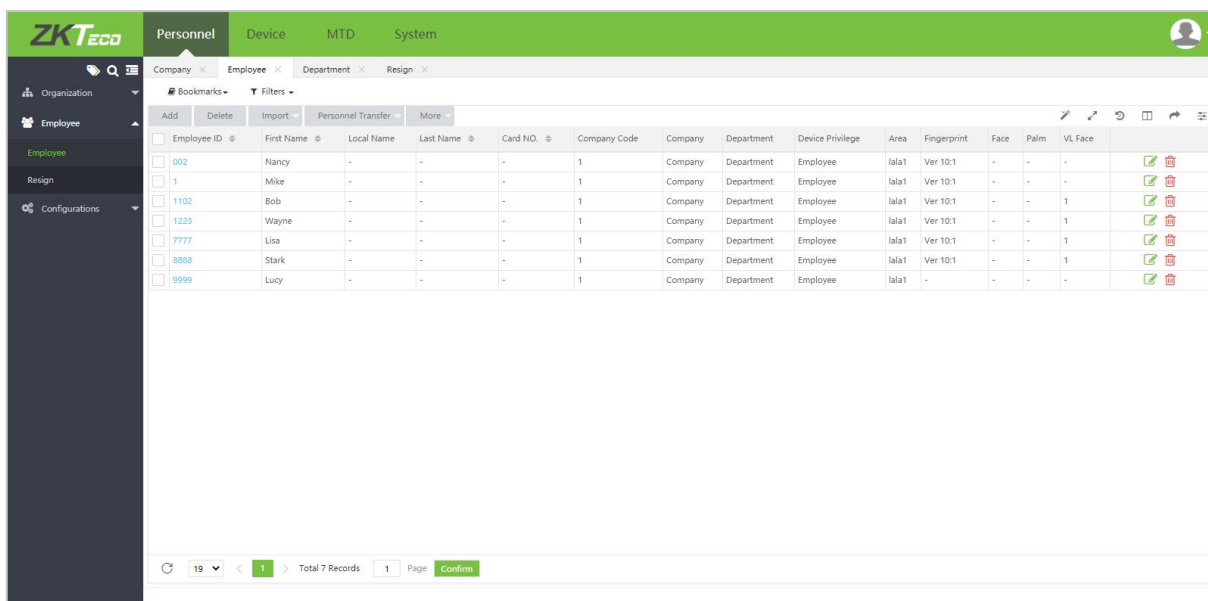 ZKTeco Personnel Device MTD System
Company × Employee × Department × Resign ×
Organization
Bookmarks Filters
Employee
Add Delete Import Personnel Transfer More
Employee ID First Name Local Name Last Name Card NO. Company Code Company Department Device Privilege Area Fingerprint Face Palm VL Face
Employee
002 Nancy - - - 1 Company Department Employee lala1 Ver 10:1 - - -
Resign
1 Mike - - - 1 Company Department Employee lala1 Ver 10:1 - - -
1102 Bob - - - 1 Company Department Employee lala1 Ver 10:1 - - 1
Configurations
1223 Wayne - - - 1 Company Department Employee lala1 Ver 10:1 - - 1
7777 Lisa - - - 1 Company Department Employee lala1 Ver 10:1 - - 1
8888 Stark - - - 1 Company Department Employee lala1 Ver 10:1 - - 1
9999 Lucy - - - 1 Company Department Employee lala1 - - - -
19 < 1 > Total 7 Records 1 Page Confirm